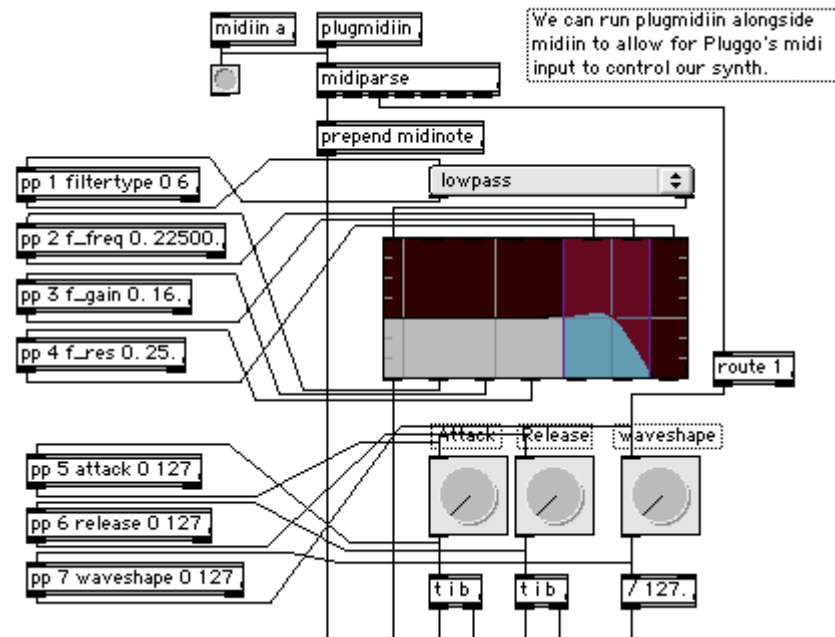 midiin a
plugmidiin
We can run plugmidiin alongside
midiin to allow for Pluggo's midi
input to control our synth.
midiparse
prepend midinote
pp 1 filtertype 0 6
lowpass
pp 2 f_freq 0. 22500.
pp 3 f_gain 0. 16.
pp 4 f_res 0. 25.
route 1
Attack
Release
waveshape
pp 5 attack 0 127
pp 6 release 0 127
pp 7 waveshape 0 127
t i b
t i b
/ 127.